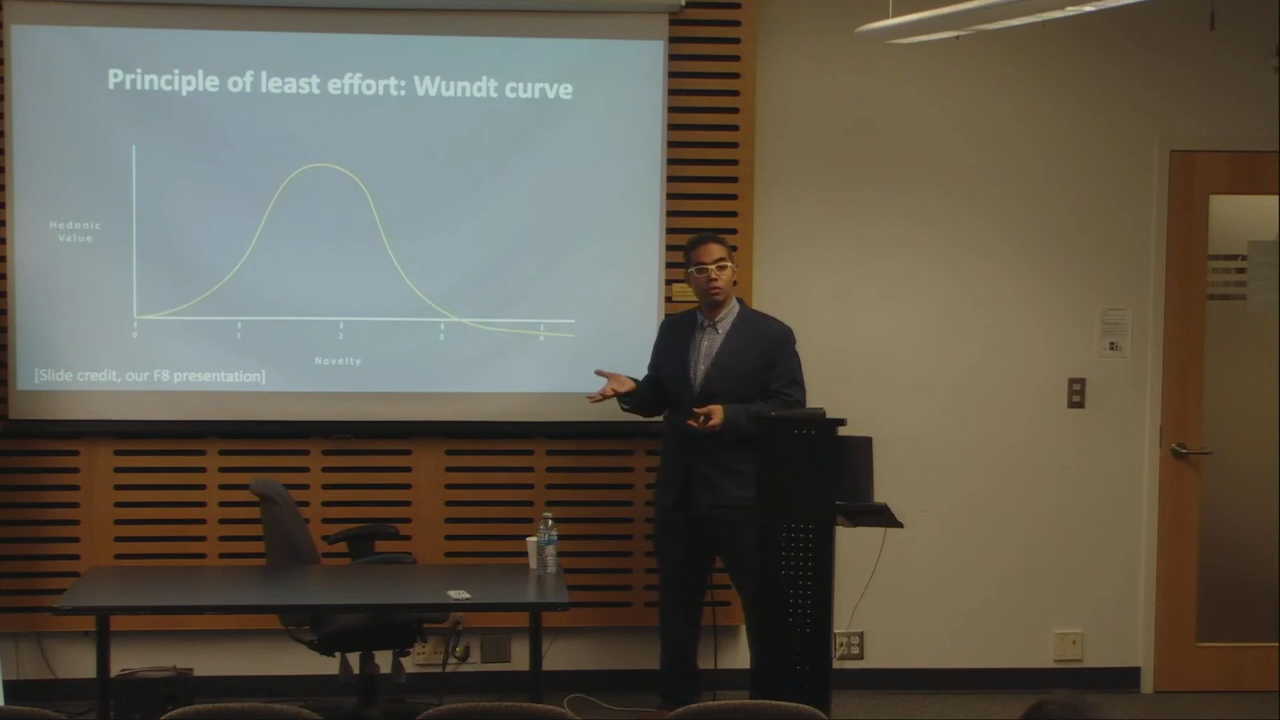 Principle of least effort: Wundt curve
Hedonic
Value
0 1 2 3 4
Novelty
[Slide credit, our F8 presentation]